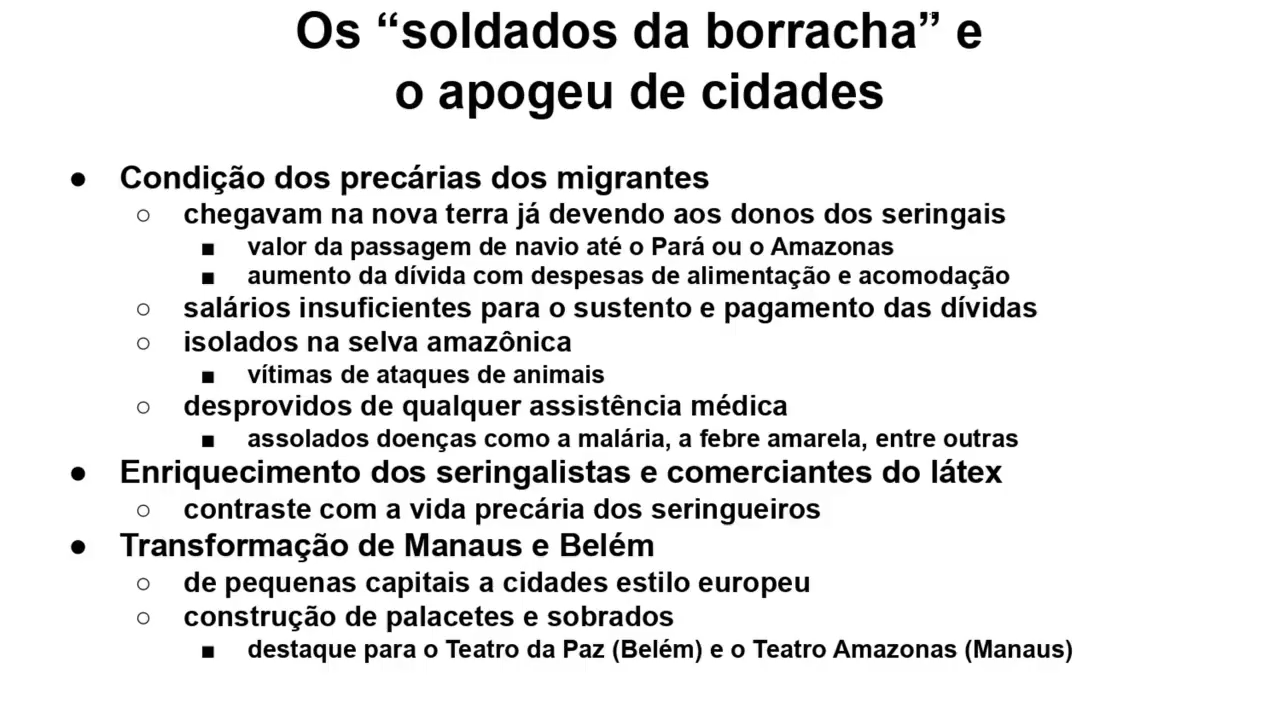 Os “soldados da borracha” e
o apogeu de cidades
● Condição dos precárias dos migrantes
○ chegavam na nova terra já devendo aos donos dos seringais
■ valor da passagem de navio até o Pará ou o Amazonas
■ aumento da dívida com despesas de alimentação e acomodação
○ salários insuficientes para o sustento e pagamento das dívidas
○ isolados na selva amazônica
■ vítimas de ataques de animais
○ desprovidos de qualquer assistência médica
■ assolados doenças como a malária, a febre amarela, entre outras
● Enriquecimento dos seringalistas e comerciantes do látex
○ contraste com a vida precária dos seringueiros
● Transformação de Manaus e Belém
○ de pequenas capitais a cidades estilo europeu
○ construção de palacetes e sobrados
■ destaque para o Teatro da Paz (Belém) e o Teatro Amazonas (Manaus)